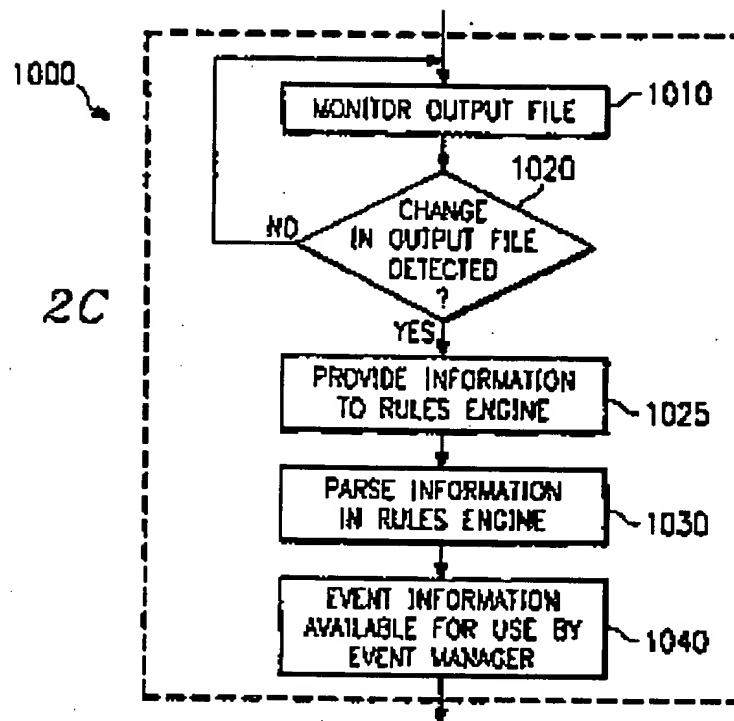 1000
MONITOR OUTPUT FILE
1010
1020
CHANGE
IN OUTPUT FILE
DETECTED
?
NO
2C
YES
PROVIDE INFORMATION
TO RULES ENGINE
1025
PARSE INFORMATION
IN RULES ENGINE
1030
EVENT INFORMATION
AVAILABLE FOR USE BY
EVENT MANAGER
1040